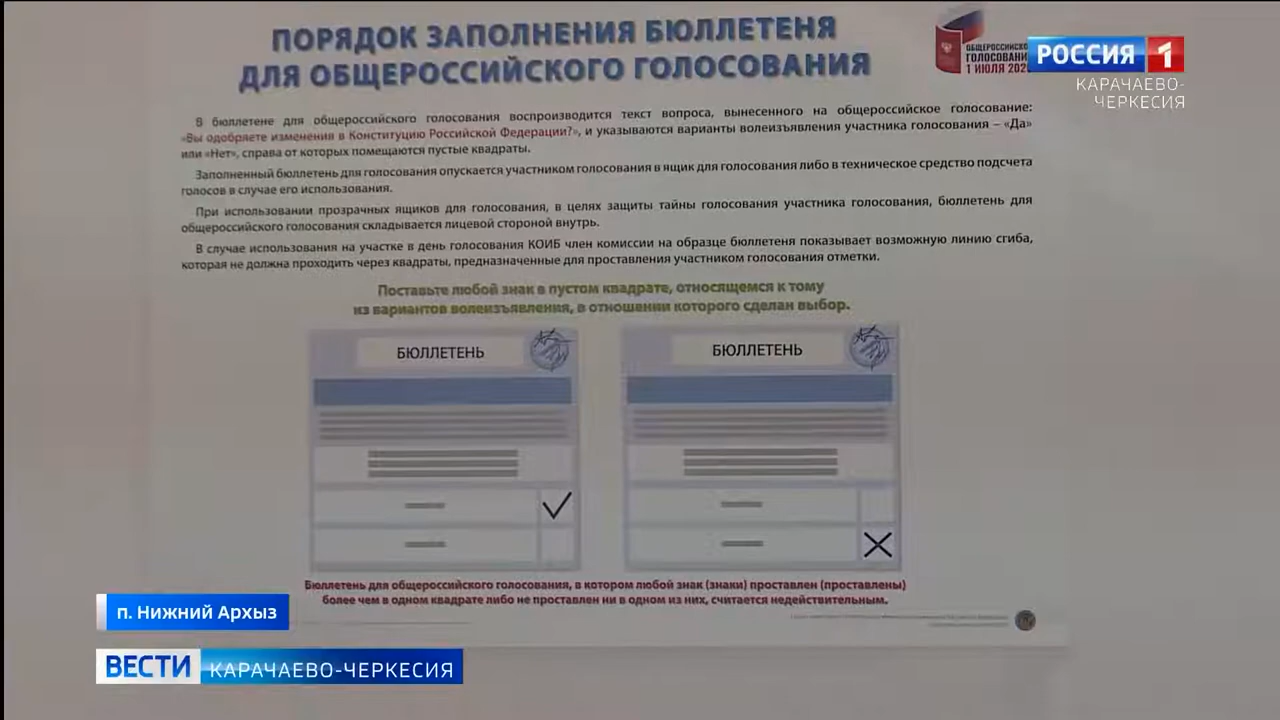 ПОРЯДОК ЗАПОЛНЕНИЯ БЮЛЛЕТЕНЯ
ДЛЯ ОБЩЕРОССИЙСКОГО ГОЛОСОВАНИЯ
ОБЩЕРОССИЙСКО
ГОЛОСОВАНИ
1 ИЮЛЯ 202
РОССИЯ 1
КАРАЧАЕВО-
ЧЕРКЕСИЯ
В бюллетене для общероссийского голосования воспроизводится текст вопроса, вынесенного на общероссийское голосование:
«Вы одобряете изменения в Конституцию Российской Федерации?», и указываются варианты волеизъявления участника голосования – «Да»
или «Нет», справа от которых помещаются пустые квадраты.
Заполненный бюллетень для голосования опускается участником голосования в ящик для голосования либо в техническое средство подсчета
голосов в случае его использования.
При использовании прозрачных ящиков для голосования, в целях защиты тайны голосования участника голосования, бюллетень для
общероссийского голосования складывается лицевой стороной внутрь.
В случае использования на участке в день голосования КОИБ член комиссии на образце бюллетеня показывает возможную линию сгиба,
которая не должна проходить через квадраты, предназначенные для проставления участником голосования отметки.
Поставьте любой знак в пустом квадрате, относящемся к тому
из вариантов волеизъявления, в отношении которого сделан выбор.
БЮЛЛЕТЕНЬ
БЮЛЛЕТЕНЬ
Бюллетень для общероссийского голосования, в котором любой знак (знаки) проставлен (проставлены)
более чем в одном квадрате либо не проставлен ни в одном из них, считается недействительным.
п. Нижний Архыз
ВЕСТИ КАРАЧАЕВО-ЧЕРКЕСИЯ